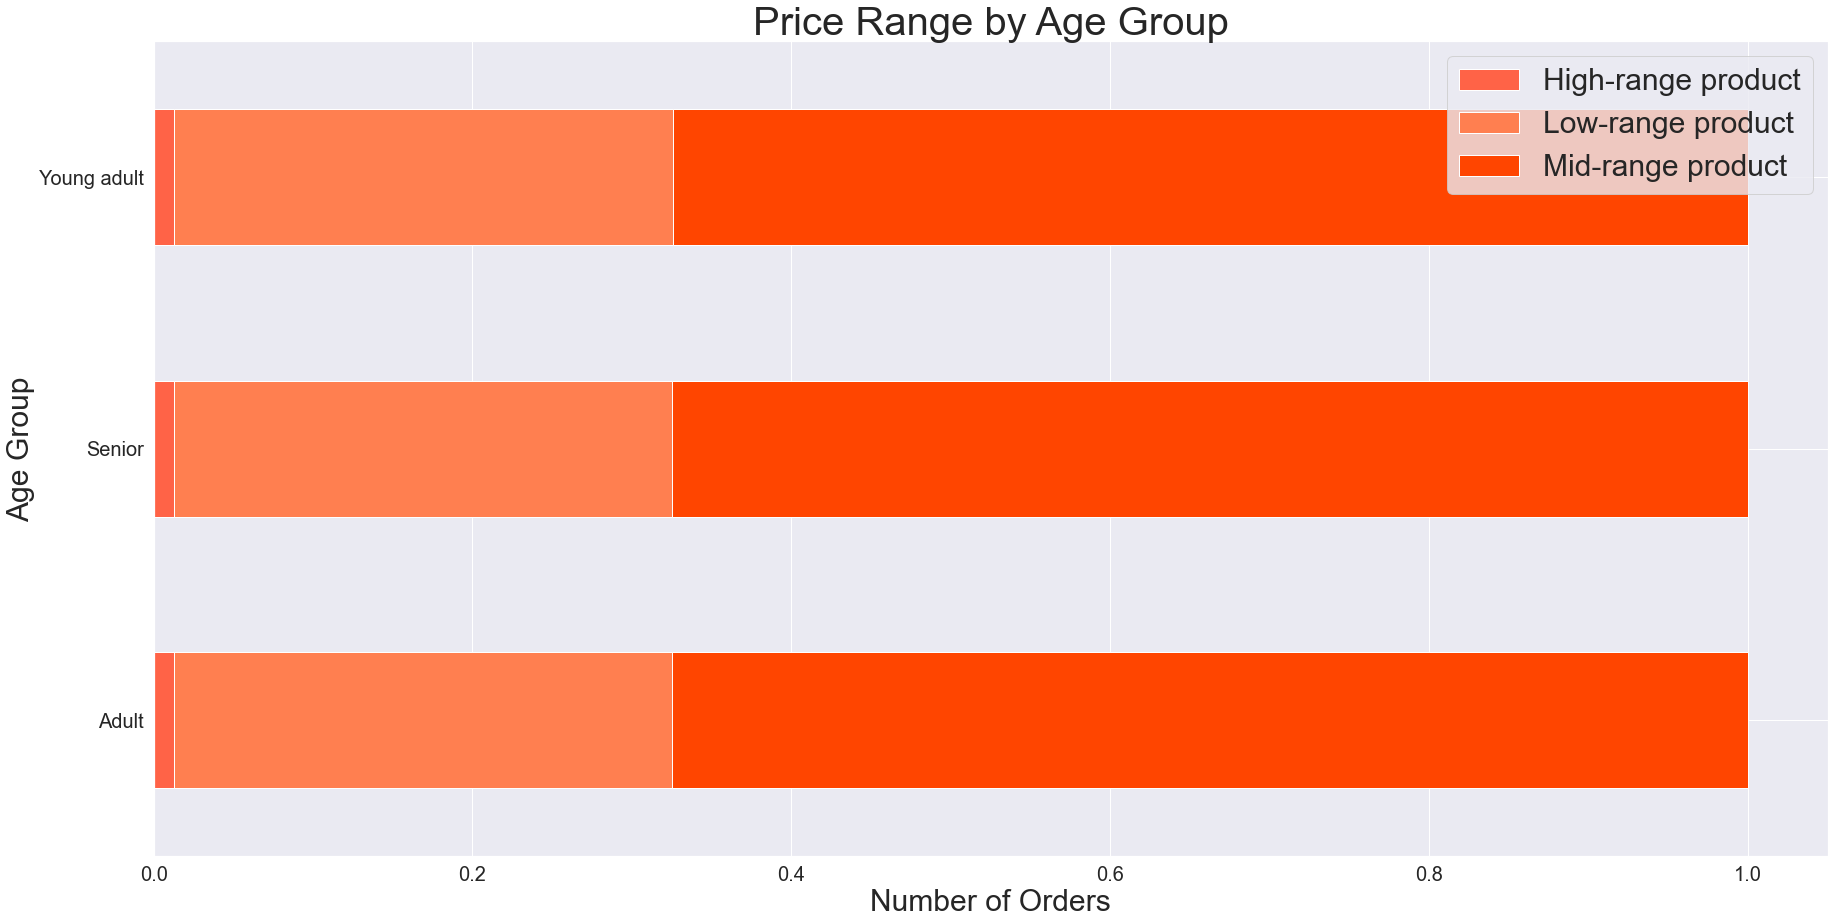 Price Range by Age Group
High-range product
Low-range product
Mid-range product
Young adult
Senior
Adult
Age Group
0.0 0.2 0.4 0.6 0.8 1.0
Number of Orders